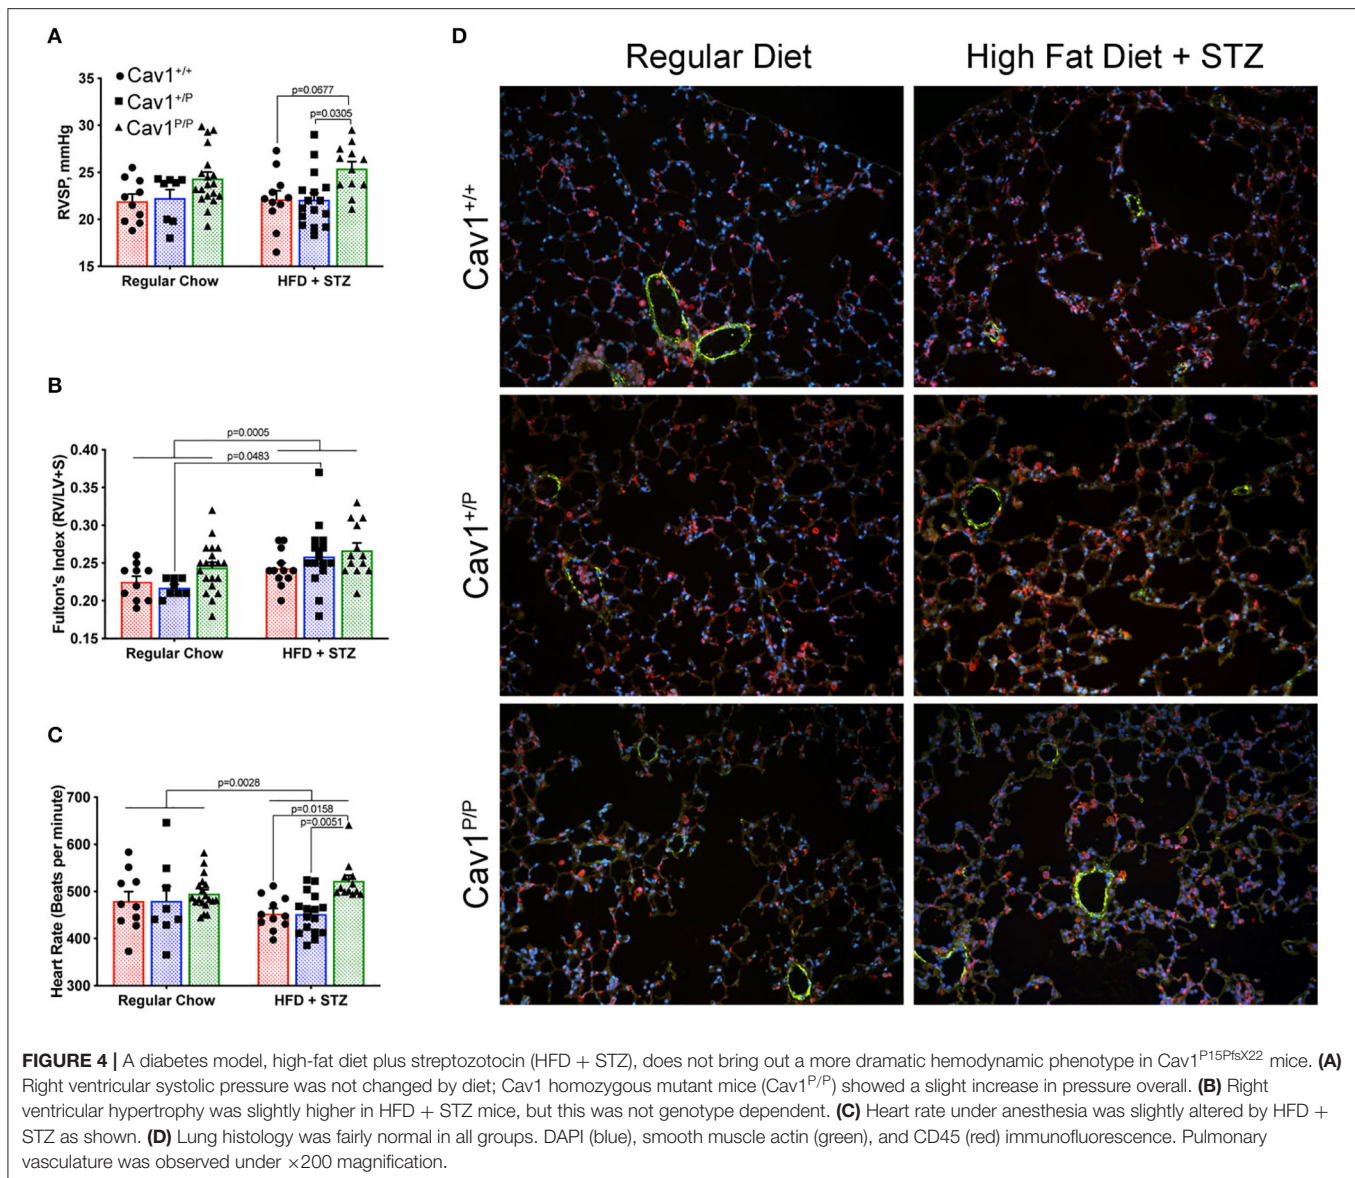 A
Cav1+/+
Cav1+/P
Cav1P/P
RVSP, mmHg
35
30
25
20
15
p=0.0677
p=0.0305
Regular Chow
HFD + STZ
B
Fulton's Index (RV/LV+S)
0.40
0.35
0.30
0.25
0.20
0.15
p=0.0005
p=0.0483
Regular Chow
HFD + STZ
C
Heart Rate (Beats per minute)
700
600
500
400
300
p=0.0028
p=0.0158
p=0.0051
Regular Chow
HFD + STZ
D
Regular Diet
High Fat Diet + STZ
Cav1+/+
Cav1+/P
Cav1P/P
FIGURE 4 | A diabetes model, high-fat diet plus streptozotocin (HFD + STZ), does not bring out a more dramatic hemodynamic phenotype in Cav1P15PfsX22 mice. (A)
Right ventricular systolic pressure was not changed by diet; Cav1 homozygous mutant mice (Cav1P/P) showed a slight increase in pressure overall. (B) Right
ventricular hypertrophy was slightly higher in HFD + STZ mice, but this was not genotype dependent. (C) Heart rate under anesthesia was slightly altered by HFD +
STZ as shown. (D) Lung histology was fairly normal in all groups. DAPI (blue), smooth muscle actin (green), and CD45 (red) immunofluorescence. Pulmonary
vasculature was observed under ×200 magnification.